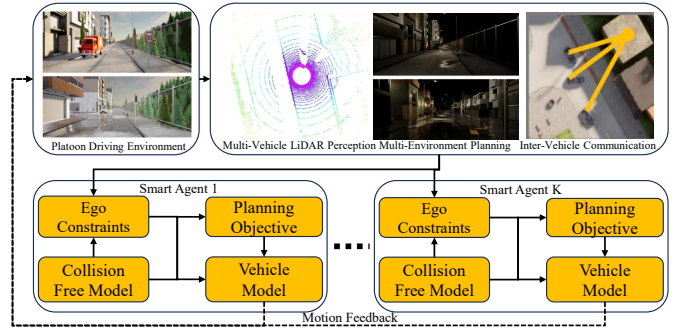 Platoon Driving Environment
Multi-Vehicle LiDAR Perception
Multi-Environment Planning
Inter-Vehicle Communication
Smart Agent 1
Ego
Constraints
Planning
Objective
Collision
Free Model
Vehicle
Model
Smart Agent K
Ego
Constraints
Planning
Objective
Collision
Free Model
Vehicle
Model
Motion Feedback